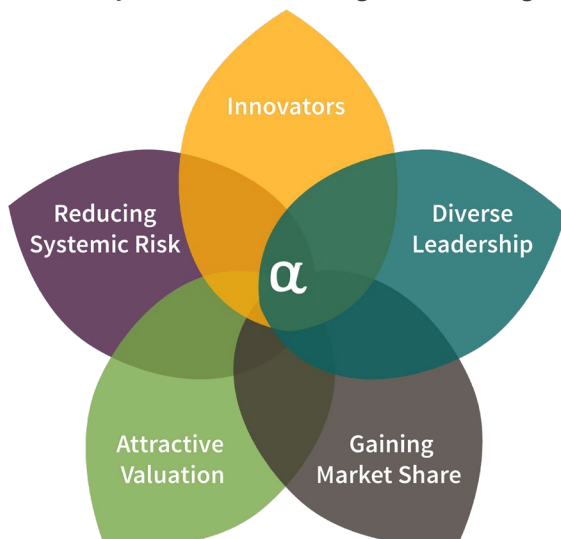 Innovators
Reducing
Systemic Risk
Diverse
Leadership
α
Attractive
Valuation
Gaining
Market Share